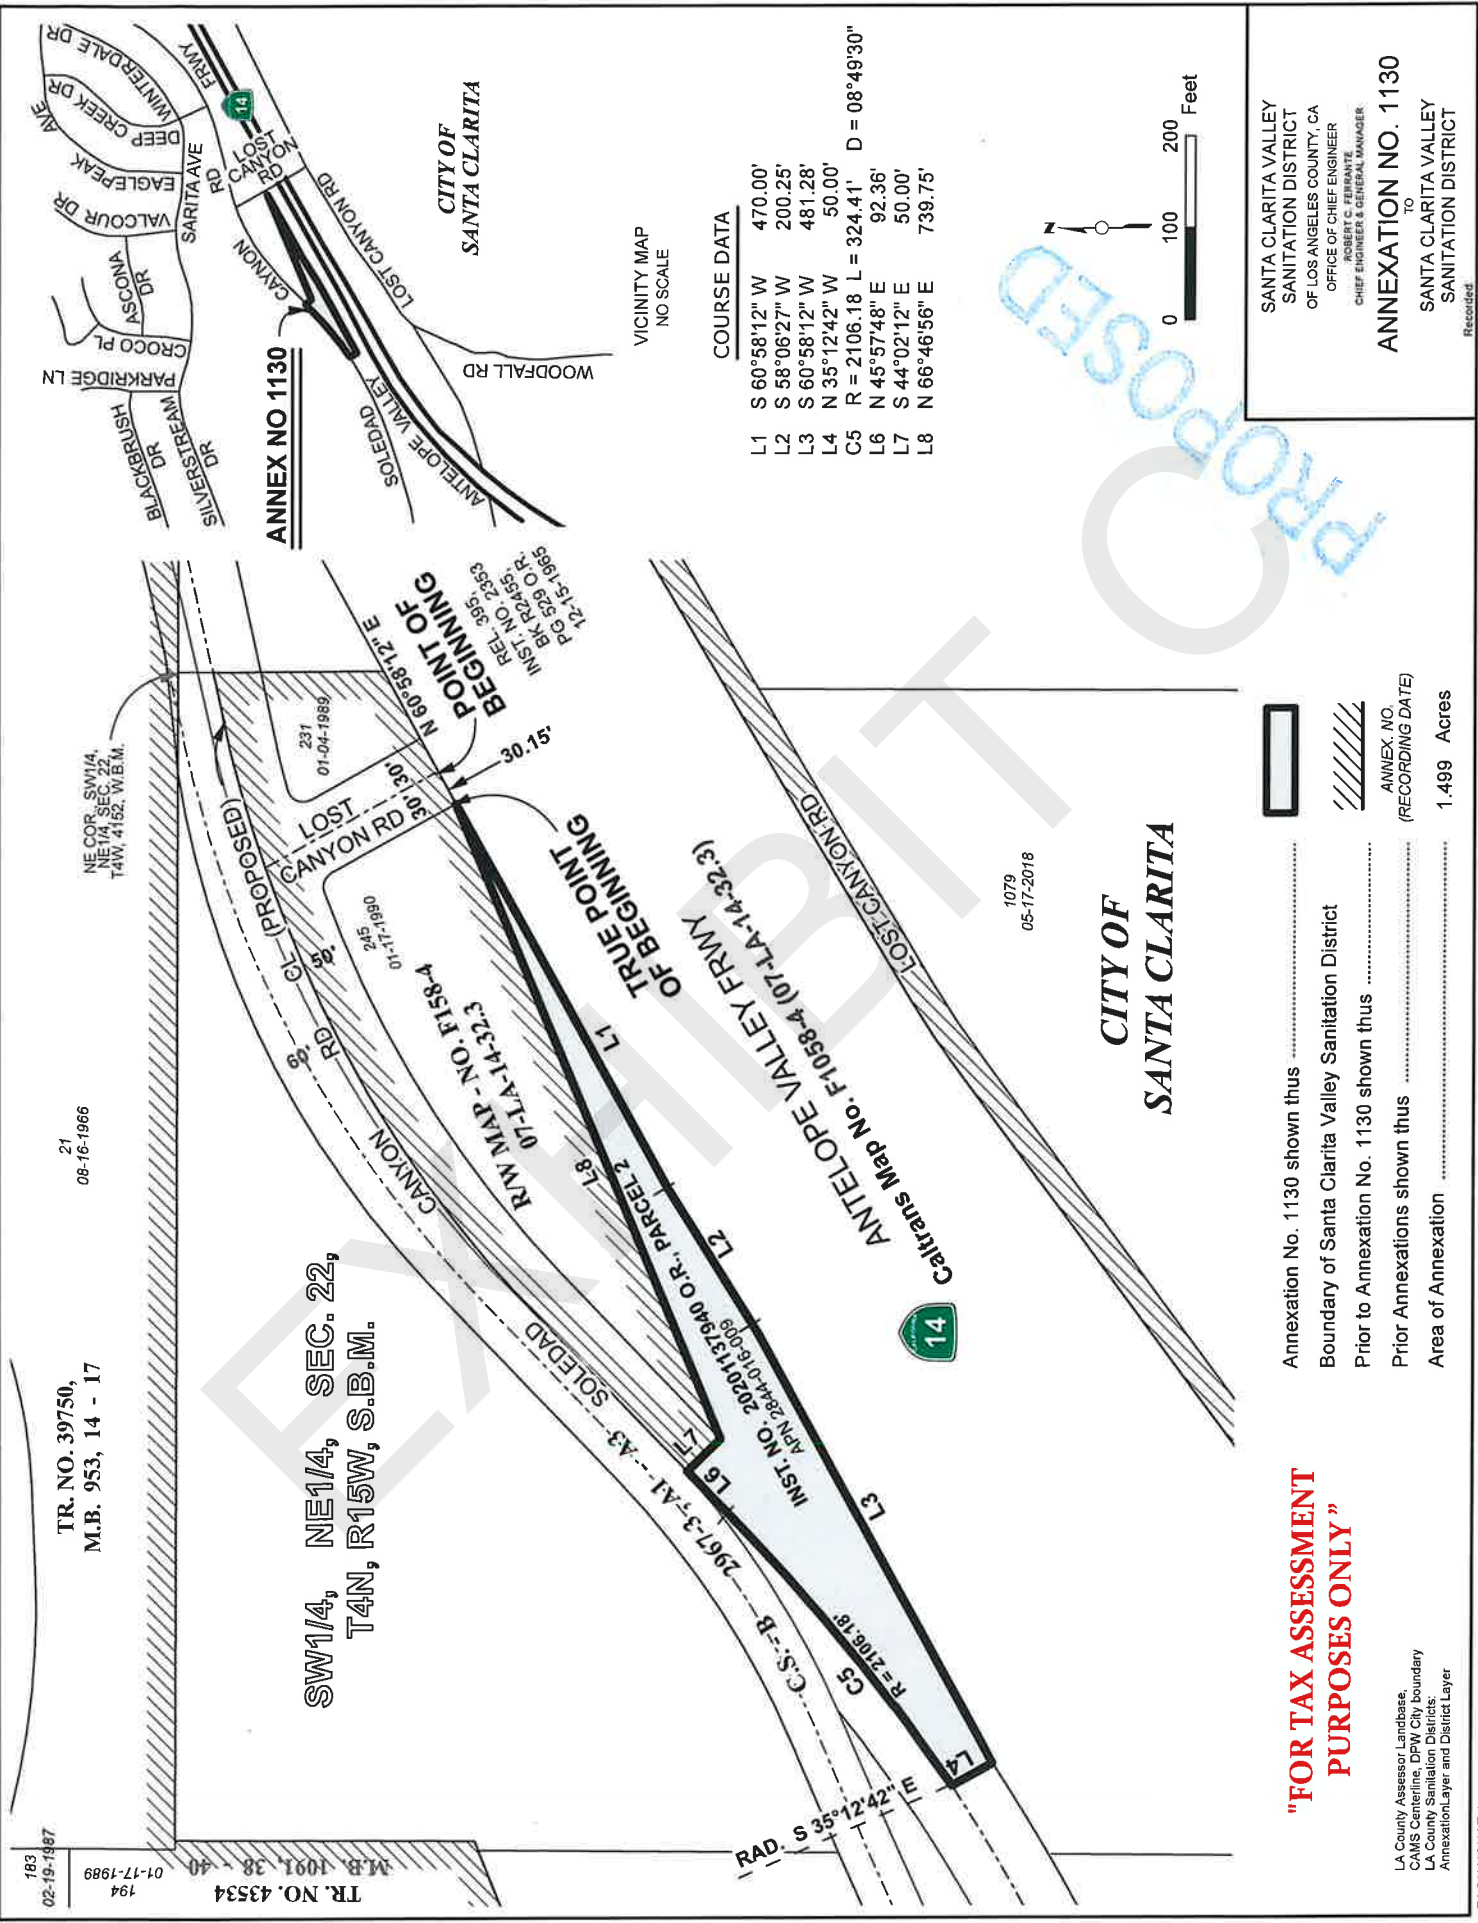 183
02-19-1987
194
01-17-1989
TR. NO. 43534
M.B. 1091, 38 - 40
TR. NO. 39750,
M.B. 953, 14 - 17
21
08-16-1966
SW1/4, NE1/4, SEC. 22,
T4N, R15W, S.B.M.
NE COR., SW1/4,
NE1/4, SEC. 22,
T4W, 4152, W.B.M.
231
01-04-1989
245
01-17-1990
CL (PROPOSED)
60'
50'
SOLEDAD
CANYON
RD
LOST
CANYON RD
30'
30'
R/W MAP - NO. F158-4
07-LA-14-32.3
N 60°58'12" E
POINT OF
BEGINNING
REL. 395,
INST. NO. 2353
BK R2455,
PG 529 O.R.
12-15-1965
30.15'
TRUE POINT
OF BEGINNING
L1
L2
L3
L4
C5
R = 2106.18'
L6
L7
L8
INST. NO. 20201137940 O.R., PARCEL 2
APN 2844-016-009
C.S. - B - 2967-3, A1 - A3
RAD. S 35°12'42" E
ANTELOPE VALLEY FRWY
Caltrans Map No. F1058-4 (07-LA-14-32.3)
14
LOST CANYON RD
1079
05-17-2018
CITY OF
SANTA CLARITA
BLACKBRUSH
DR
SILVERSTREAM
DR
PARKRIDGE LN
CROCO PL
ASCONA
DR
VALCOUR DR
EAGLEPEAK
AVE
DEEP CREEK DR
WINTERDALE DR
SARITA AVE
FRWY
14
RD
LOST
CANYON
RD
CAYNON
ANNEX NO 1130
SOLEDAD
ANTELOPE VALLEY
LOST CANYON RD
WOODFALL RD
CITY OF
SANTA CLARITA
VICINITY MAP
NO SCALE
COURSE DATA
L1 S 60°58'12" W 470.00'
L2 S 58°06'27" W 200.25'
L3 S 60°58'12" W 481.28'
L4 N 35°12'42" W 50.00'
C5 R = 2106.18 L = 324.41' D = 08°49'30"
L6 N 45°57'48" E 92.36'
L7 S 44°02'12" E 50.00'
L8 N 66°46'56" E 739.75'
N
0 100 200
Feet
PROPOSED
EXHIBIT C
"FOR TAX ASSESSMENT
PURPOSES ONLY"
LA County Assessor Landbase,
CAMS Centerline, DPW City boundary
LA County Sanitation Districts:
AnnexationLayer and District Layer
Annexation No. 1130 shown thus
Boundary of Santa Clarita Valley Sanitation District
Prior to Annexation No. 1130 shown thus
ANNEX. NO.
(RECORDING DATE)
Prior Annexations shown thus
Area of Annexation 1.499 Acres
SANTA CLARITA VALLEY
SANITATION DISTRICT
OF LOS ANGELES COUNTY, CA
OFFICE OF CHIEF ENGINEER
ROBERT C. FERRANTE
CHIEF ENGINEER & GENERAL MANAGER
ANNEXATION NO. 1130
TO
SANTA CLARITA VALLEY
SANITATION DISTRICT
Recorded: